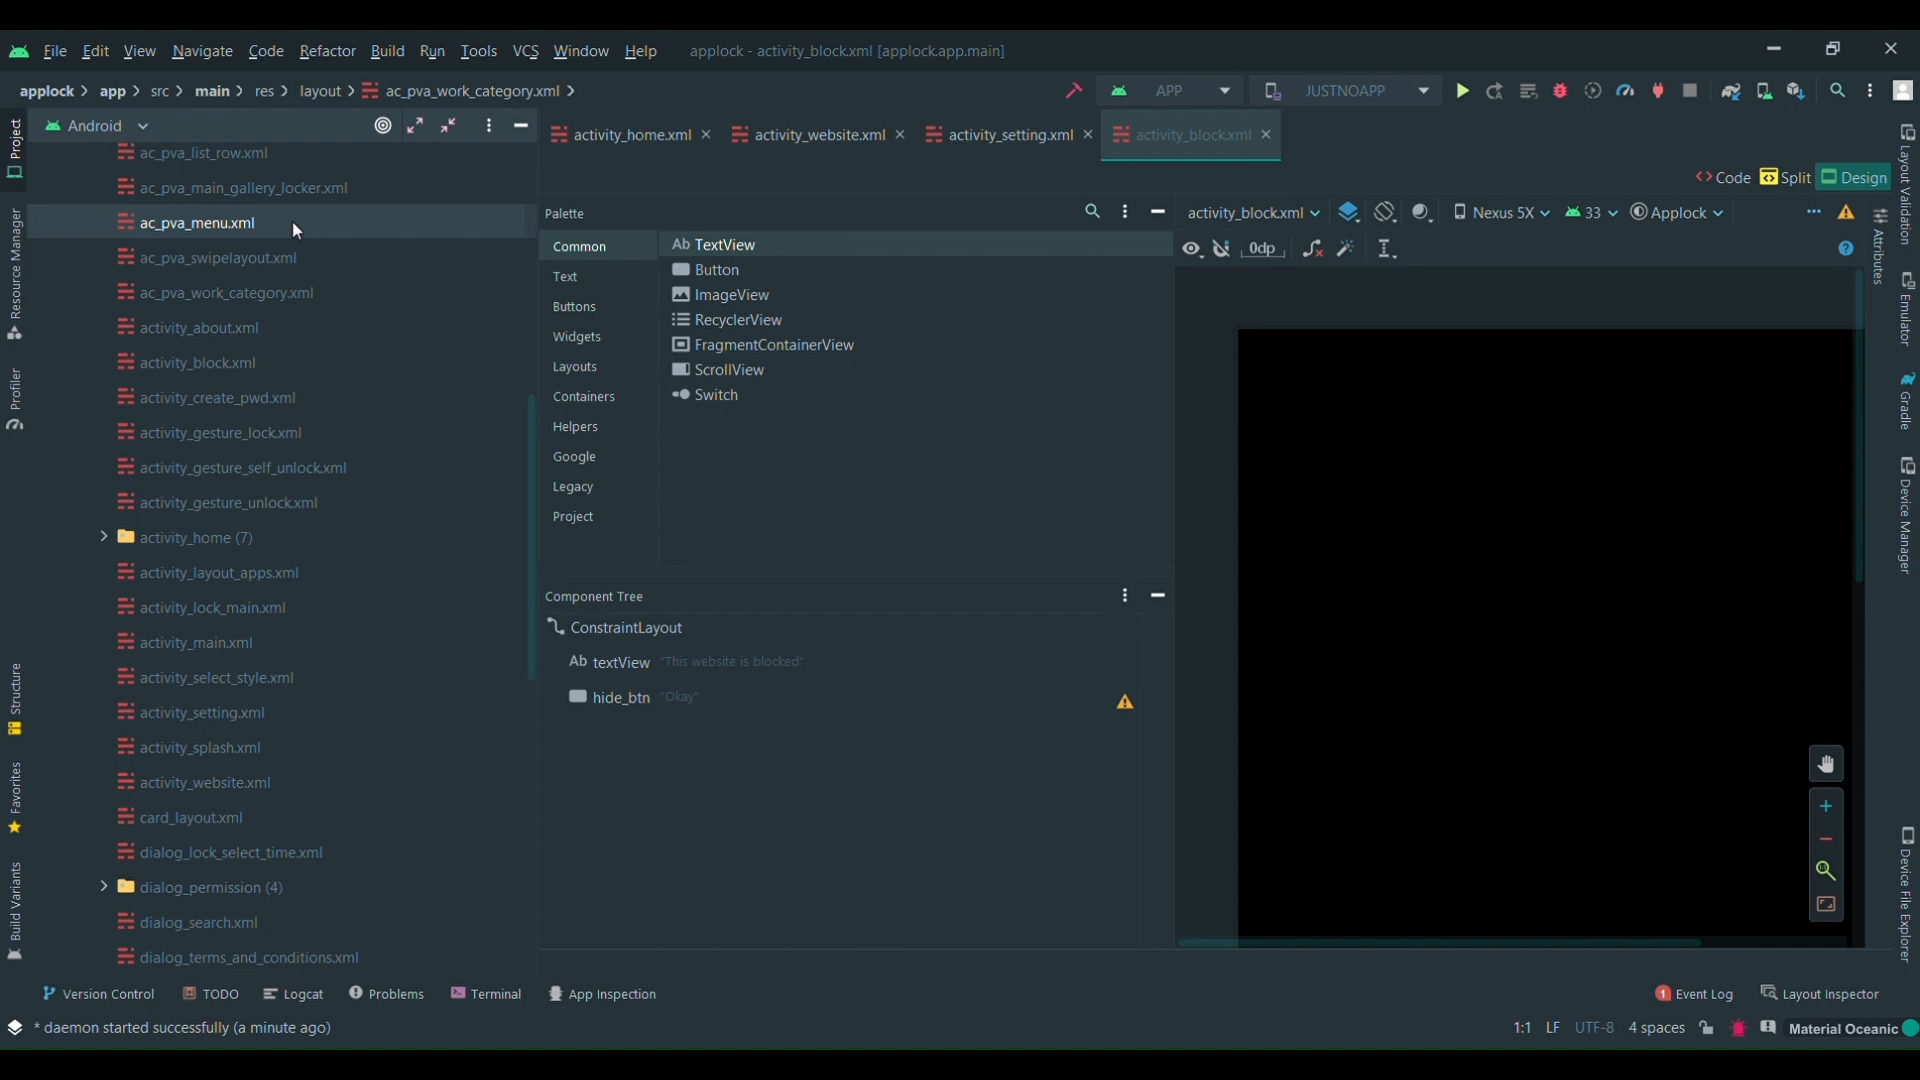 File Edit View Navigate Code Refactor Build Run Tools VCS Window Help applock - activity_block.xml [applock.app.main]
applock app src main res layout ac_pva_work_category.xml APP JUSTNOAPP
Project
Android
activity_home.xml activity_website.xml activity_setting.xml activity_block.xml
Code Split Design
ac_pva_list_row.xml
ac_pva_main_gallery_locker.xml
ac_pva_menu.xml
ac_pva_swipelayout.xml
ac_pva_work_category.xml
activity_about.xml
activity_block.xml
activity_create_pwd.xml
activity_gesture_lock.xml
activity_gesture_self_unlock.xml
activity_gesture_unlock.xml
activity_home (7)
activity_layout_apps.xml
activity_lock_main.xml
activity_main.xml
activity_select_style.xml
activity_setting.xml
activity_splash.xml
activity_website.xml
card_layout.xml
dialog_lock_select_time.xml
dialog_permission (4)
dialog_search.xml
dialog_terms_and_conditions.xml
Resource Manager
Profiler
Structure
Favorites
Build Variants
Palette
Common
Text
Buttons
Widgets
Layouts
Containers
Helpers
Google
Legacy
Project
Ab TextView
Button
ImageView
RecyclerView
FragmentContainerView
ScrollView
Switch
Component Tree
ConstraintLayout
Ab textView "This website is blocked"
hide_btn "Okay"
activity_block.xml Nexus 5X 33 Applock
0dp
Attributes
Layout Validation
Emulator
Gradle
Device Manager
Device File Explorer
Version Control TODO Logcat Problems Terminal App Inspection 1 Event Log Layout Inspector
* daemon started successfully (a minute ago) 1:1 LF UTF-8 4 spaces Material Oceanic